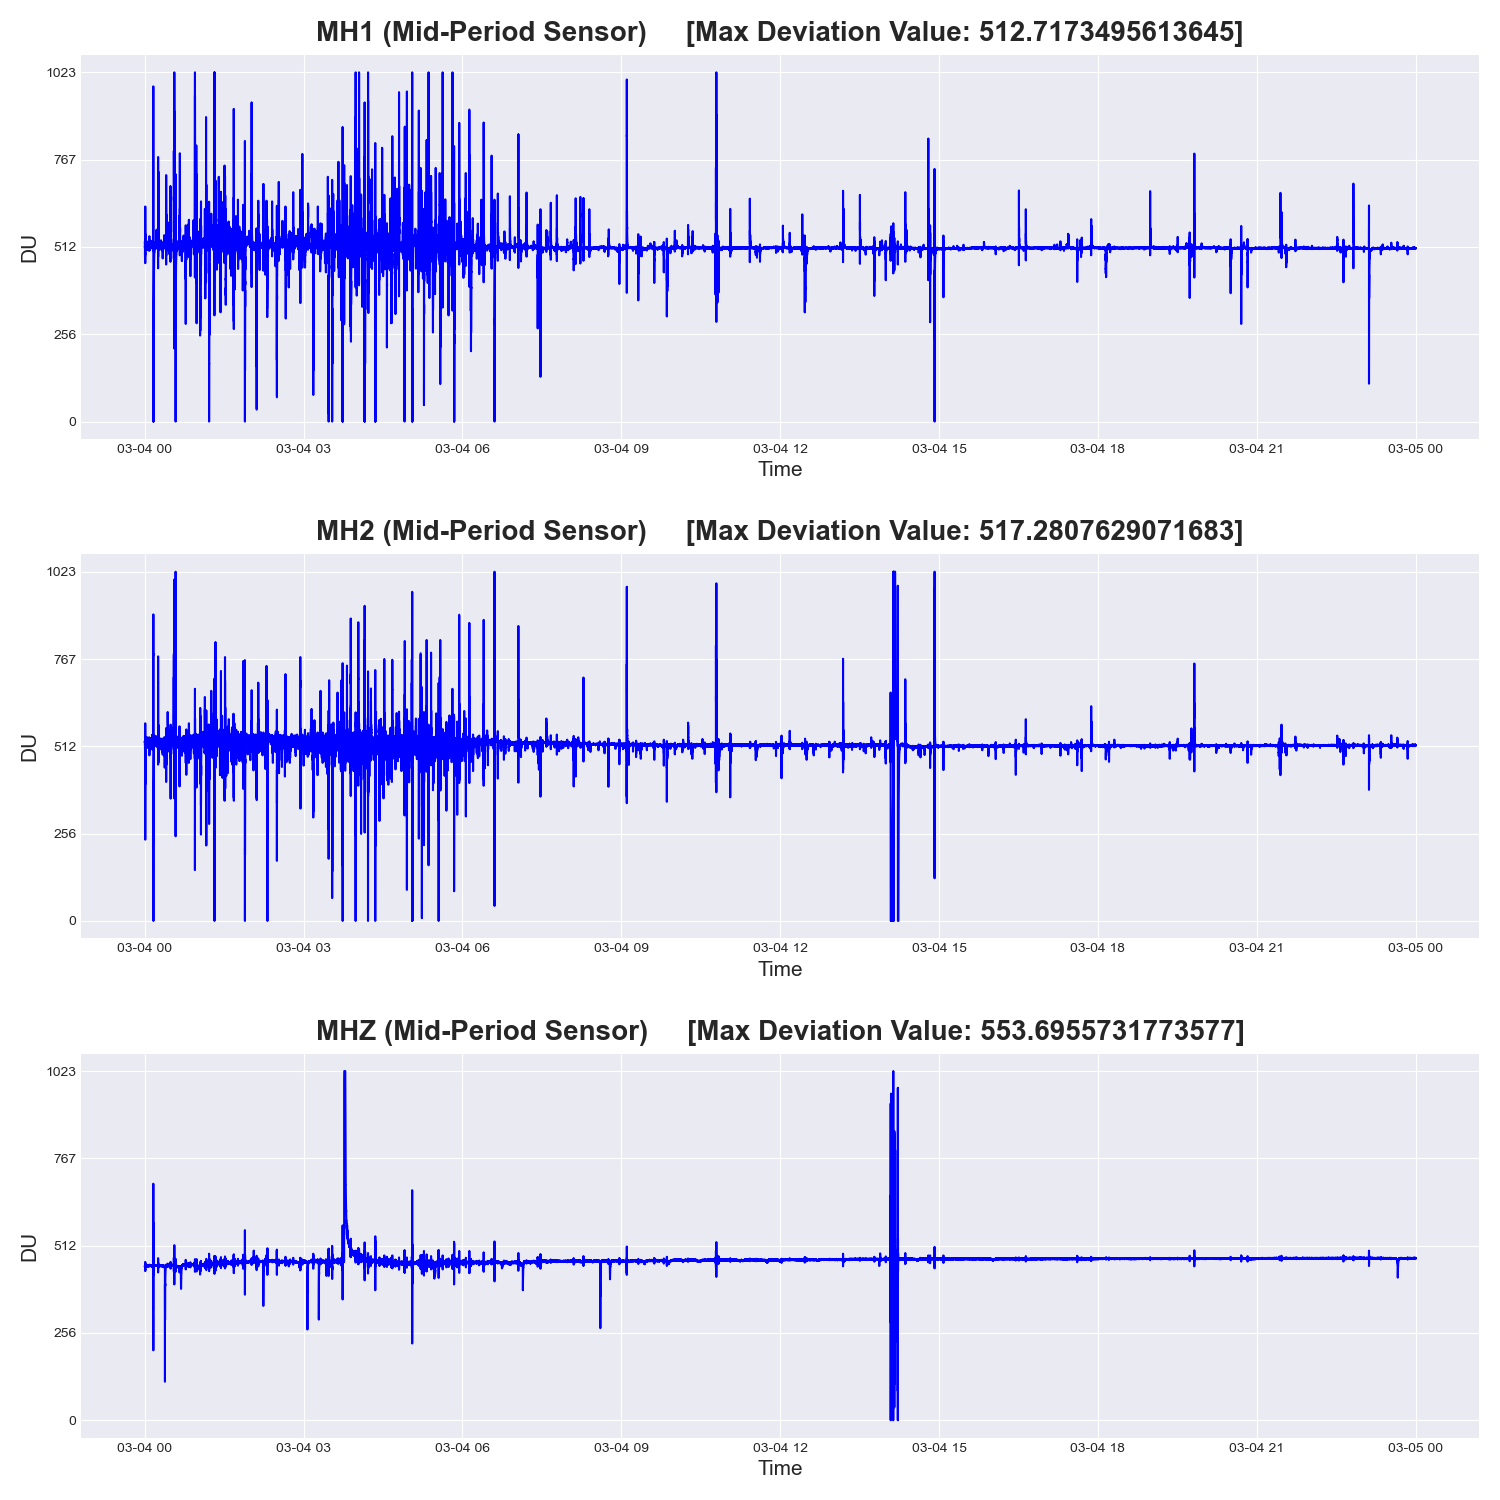 MH1 (Mid-Period Sensor) [Max Deviation Value: 512.7173495613645]
1023
767
512
256
0
DU
03-04 00 03-04 03 03-04 06 03-04 09 03-04 12 03-04 15 03-04 18 03-04 21 03-05 00
Time
MH2 (Mid-Period Sensor) [Max Deviation Value: 517.2807629071683]
1023
767
512
256
0
DU
03-04 00 03-04 03 03-04 06 03-04 09 03-04 12 03-04 15 03-04 18 03-04 21 03-05 00
Time
MHZ (Mid-Period Sensor) [Max Deviation Value: 553.6955731773577]
1023
767
512
256
0
DU
03-04 00 03-04 03 03-04 06 03-04 09 03-04 12 03-04 15 03-04 18 03-04 21 03-05 00
Time